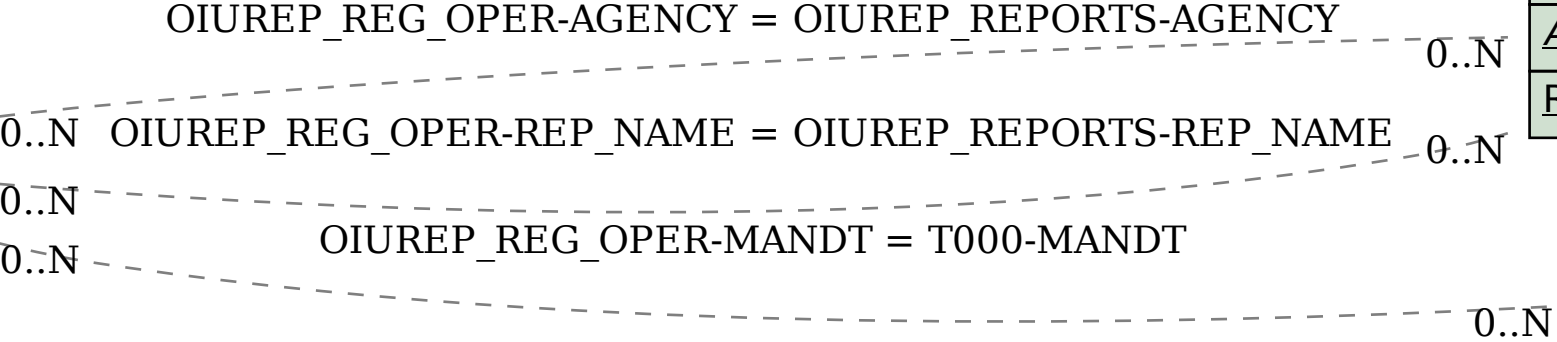 OIUREP_REG_OPER-AGENCY = OIUREP_REPORTS-AGENCY
0..N
0..N
OIUREP_REG_OPER-REP_NAME = OIUREP_REPORTS-REP_NAME
0..N
0..N
OIUREP_REG_OPER-MANDT = T000-MANDT
0..N
0..N